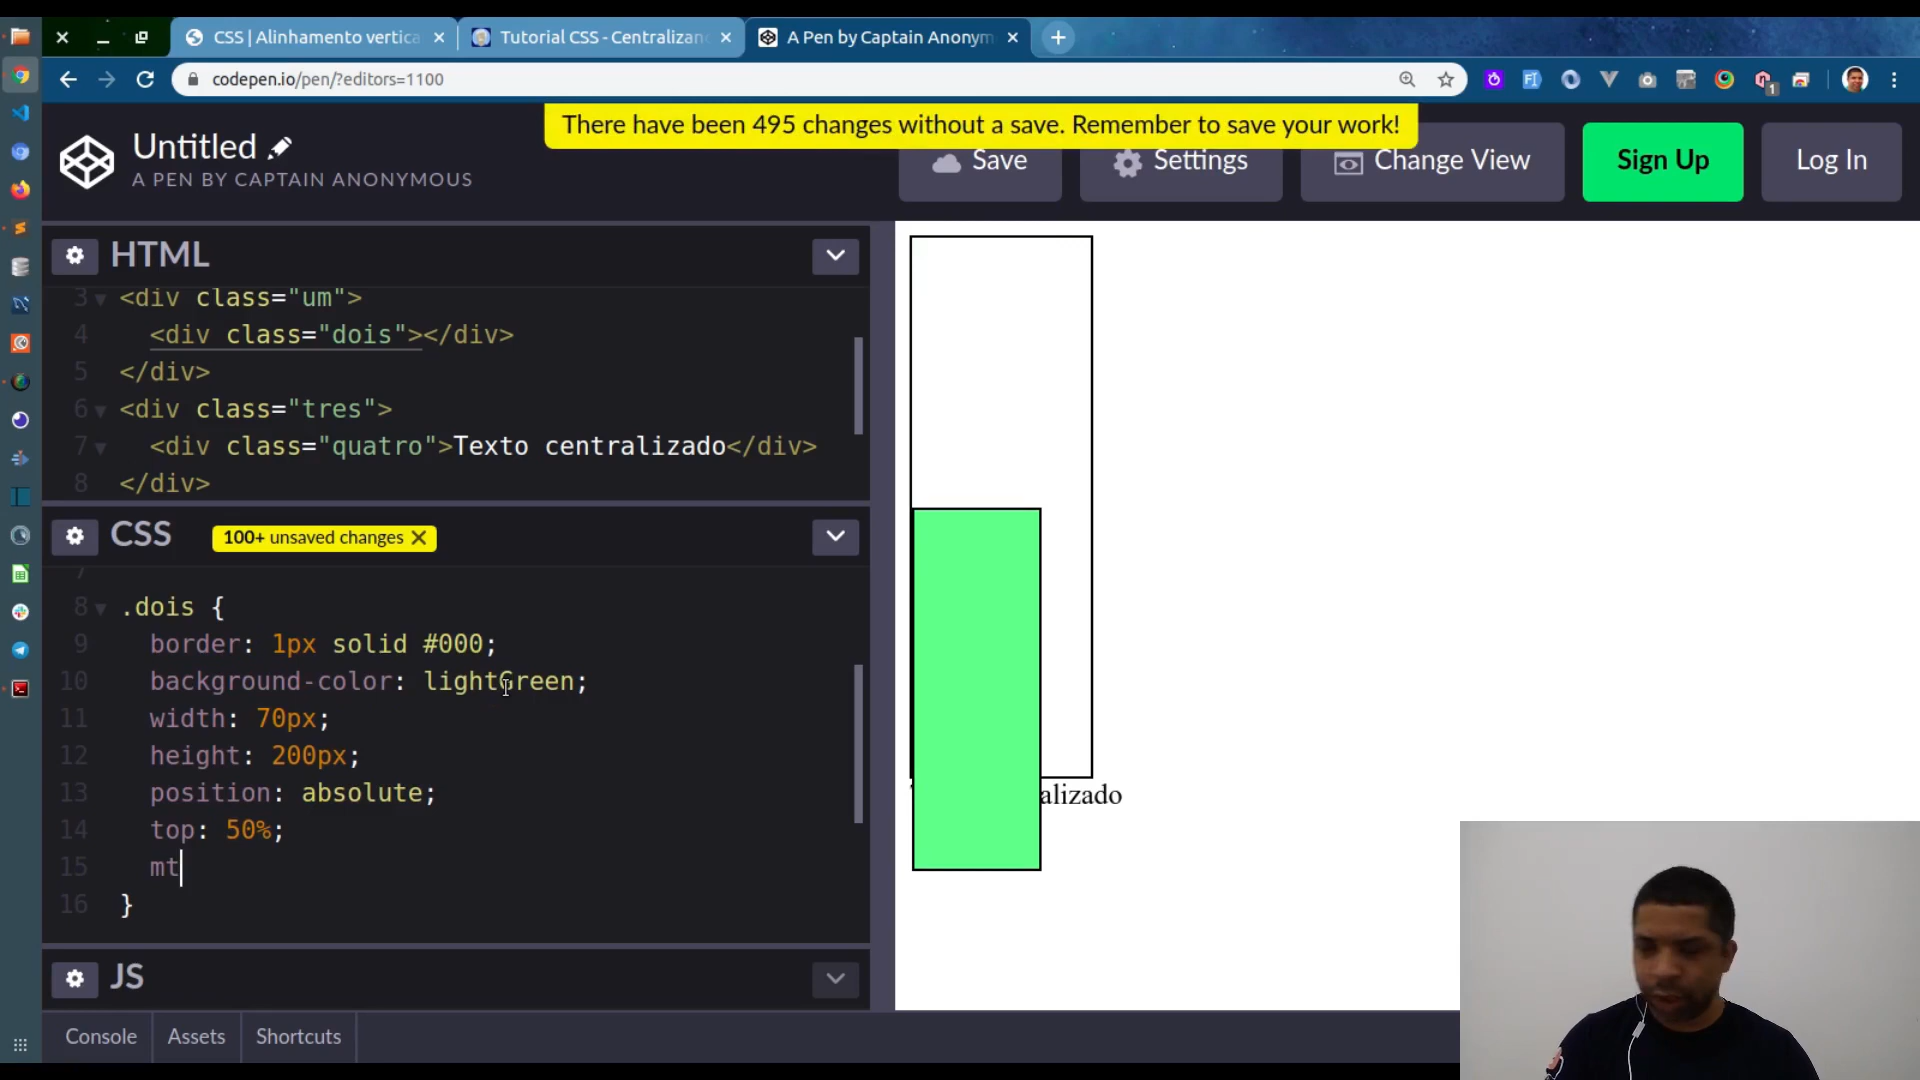 CSS | Alinhamento vertica
Tutorial CSS - Centralizan
A Pen by Captain Anonym
codepen.io/pen/?editors=1100
1
There have been 495 changes without a save. Remember to save your work!
Untitled
A PEN BY CAPTAIN ANONYMOUS
Save
Settings
Change View
Sign Up
Log In
HTML
3 <div class="um">
4 <div class="dois"></div>
5 </div>
6 <div class="tres">
7 <div class="quatro">Texto centralizado</div>
8 </div>
CSS
100+ unsaved changes
7
8 .dois {
9 border: 1px solid #000;
10 background-color: lightGreen;
11 width: 70px;
12 height: 200px;
13 position: absolute;
14 top: 50%;
15 mt
16 }
alizado
JS
Console
Assets
Shortcuts